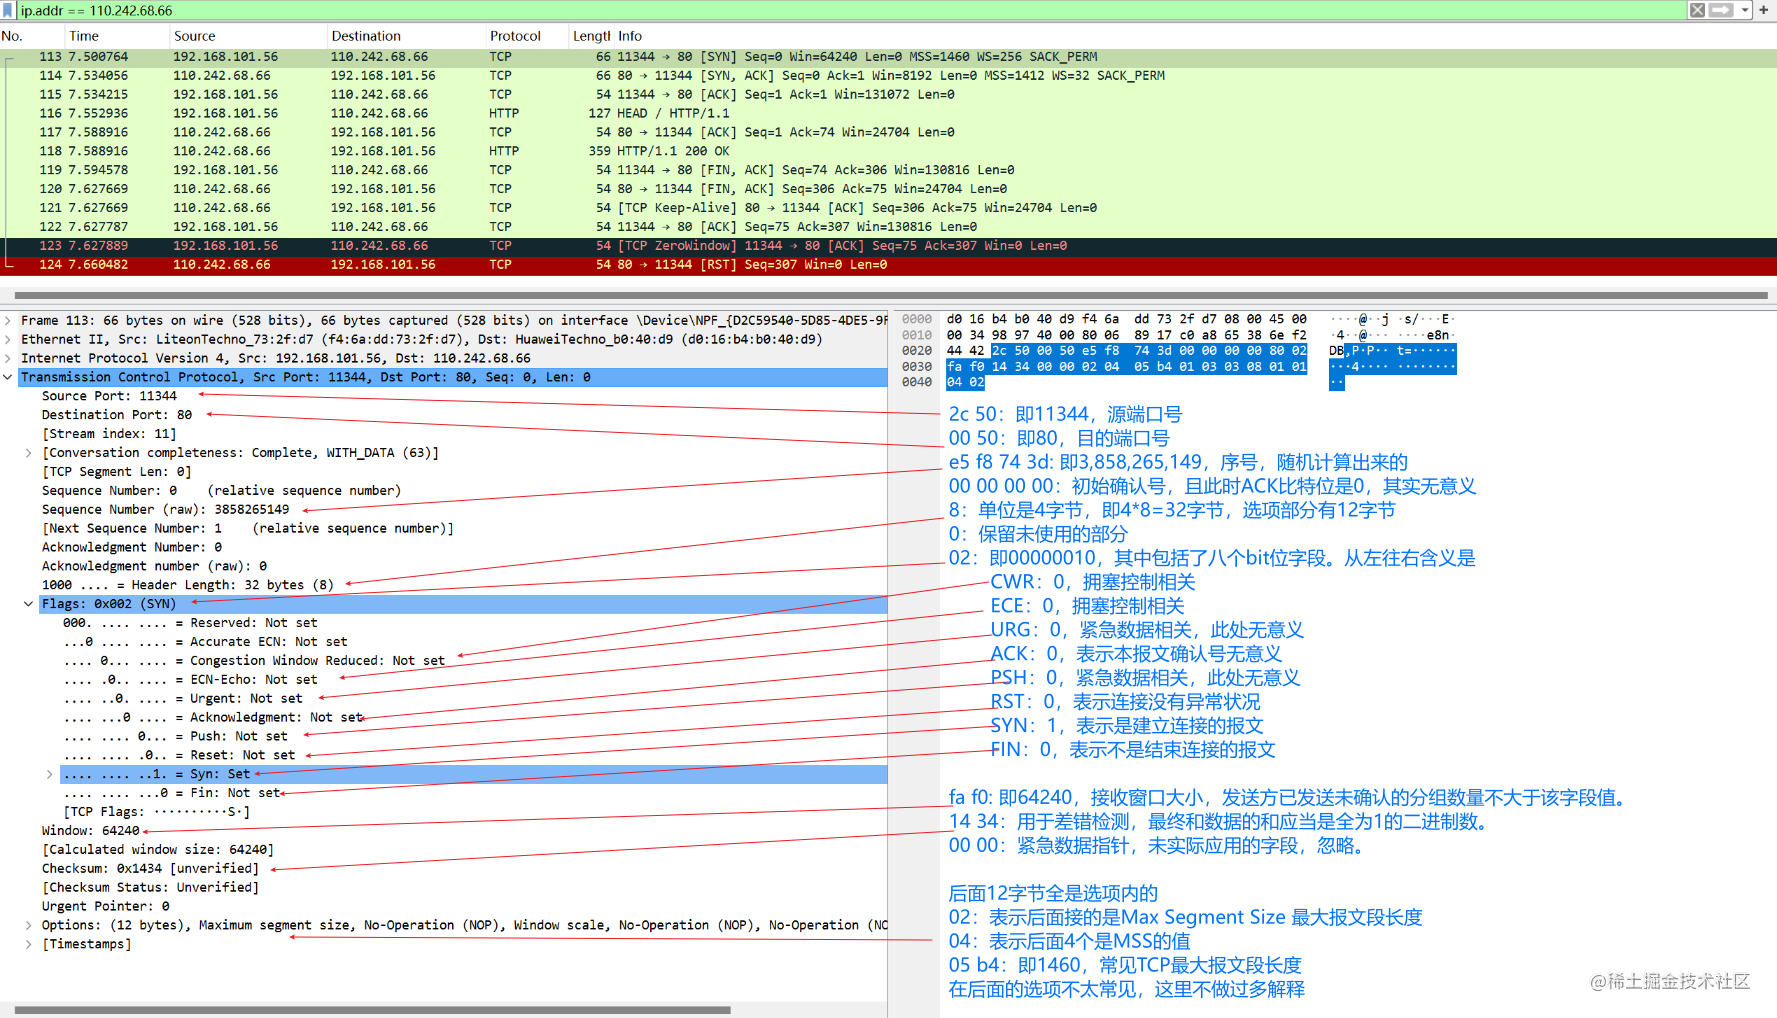 ip.addr == 110.242.68.66
No. Time Source Destination Protocol Length Info
113 7.500764 192.168.101.56 110.242.68.66 TCP 66 11344 → 80 [SYN] Seq=0 Win=64240 Len=0 MSS=1460 WS=256 SACK_PERM
114 7.534056 110.242.68.66 192.168.101.56 TCP 66 80 → 11344 [SYN, ACK] Seq=0 Ack=1 Win=8192 Len=0 MSS=1412 WS=32 SACK_PERM
115 7.534215 192.168.101.56 110.242.68.66 TCP 54 11344 → 80 [ACK] Seq=1 Ack=1 Win=131072 Len=0
116 7.552936 192.168.101.56 110.242.68.66 HTTP 127 HEAD / HTTP/1.1
117 7.588916 110.242.68.66 192.168.101.56 TCP 54 80 → 11344 [ACK] Seq=1 Ack=74 Win=24704 Len=0
118 7.588916 110.242.68.66 192.168.101.56 HTTP 359 HTTP/1.1 200 OK
119 7.594578 192.168.101.56 110.242.68.66 TCP 54 11344 → 80 [FIN, ACK] Seq=74 Ack=306 Win=130816 Len=0
120 7.627669 110.242.68.66 192.168.101.56 TCP 54 80 → 11344 [FIN, ACK] Seq=306 Ack=75 Win=24704 Len=0
121 7.627669 110.242.68.66 192.168.101.56 TCP 54 [TCP Keep-Alive] 80 → 11344 [ACK] Seq=306 Ack=75 Win=24704 Len=0
122 7.627787 192.168.101.56 110.242.68.66 TCP 54 11344 → 80 [ACK] Seq=75 Ack=307 Win=130816 Len=0
123 7.627889 192.168.101.56 110.242.68.66 TCP 54 [TCP ZeroWindow] 11344 → 80 [ACK] Seq=75 Ack=307 Win=0 Len=0
124 7.660482 110.242.68.66 192.168.101.56 TCP 54 80 → 11344 [RST] Seq=307 Win=0 Len=0
Frame 113: 66 bytes on wire (528 bits), 66 bytes captured (528 bits) on interface \Device\NPF_{D2C59540-5D85-4DE5-9F
Ethernet II, Src: LiteonTechno_73:2f:d7 (f4:6a:dd:73:2f:d7), Dst: HuaweiTechno_b0:40:d9 (d0:16:b4:b0:40:d9)
Internet Protocol Version 4, Src: 192.168.101.56, Dst: 110.242.68.66
Transmission Control Protocol, Src Port: 11344, Dst Port: 80, Seq: 0, Len: 0
Source Port: 11344
Destination Port: 80
[Stream index: 11]
[Conversation completeness: Complete, WITH_DATA (63)]
[TCP Segment Len: 0]
Sequence Number: 0 (relative sequence number)
Sequence Number (raw): 3858265149
[Next Sequence Number: 1 (relative sequence number)]
Acknowledgment Number: 0
Acknowledgment number (raw): 0
1000 .... = Header Length: 32 bytes (8)
Flags: 0x002 (SYN)
000. .... .... = Reserved: Not set
...0 .... .... = Accurate ECN: Not set
.... 0... .... = Congestion Window Reduced: Not set
.... .0.. .... = ECN-Echo: Not set
.... ..0. .... = Urgent: Not set
.... ...0 .... = Acknowledgment: Not set
.... .... 0... = Push: Not set
.... .... .0.. = Reset: Not set
.... .... ..1. = Syn: Set
.... .... ...0 = Fin: Not set
[TCP Flags: ··········S·]
Window: 64240
[Calculated window size: 64240]
Checksum: 0x1434 [unverified]
[Checksum Status: Unverified]
Urgent Pointer: 0
Options: (12 bytes), Maximum segment size, No-Operation (NOP), Window scale, No-Operation (NOP), No-Operation (NO
[Timestamps]
0000 d0 16 b4 b0 40 d9 f4 6a dd 73 2f d7 08 00 45 00 ····@··j ·s/···E·
0010 00 34 98 97 40 00 80 06 89 17 c0 a8 65 38 6e f2 ·4··@··· ····e8n·
0020 44 42 2c 50 00 50 e5 f8 74 3d 00 00 00 00 80 02 DB,P·P·· t=······
0030 fa f0 14 34 00 00 02 04 05 b4 01 03 03 08 01 01 ···4···· ········
0040 04 02 ··
2c 50：即11344，源端口号
00 50：即80，目的端口号
e5 f8 74 3d: 即3,858,265,149，序号，随机计算出来的
00 00 00 00：初始确认号，且此时ACK比特位是0，其实无意义
8：单位是4字节，即4*8=32字节，选项部分有12字节
0：保留未使用的部分
02：即00000010，其中包括了八个bit位字段。从左往右含义是
CWR：0，拥塞控制相关
ECE：0，拥塞控制相关
URG：0，紧急数据相关，此处无意义
ACK：0，表示本报文确认号无意义
PSH：0，紧急数据相关，此处无意义
RST：0，表示连接没有异常状况
SYN：1，表示是建立连接的报文
FIN：0，表示不是结束连接的报文
fa f0: 即64240，接收窗口大小，发送方已发送未确认的分组数量不大于该字段值。
14 34：用于差错检测，最终和数据的和应当是全为1的二进制数。
00 00：紧急数据指针，未实际应用的字段，忽略。
后面12字节全是选项内的
02：表示后面接的是Max Segment Size 最大报文段长度
04：表示后面4个是MSS的值
05 b4：即1460，常见TCP最大报文段长度
在后面的选项不太常见，这里不做过多解释
@稀土掘金技术社区